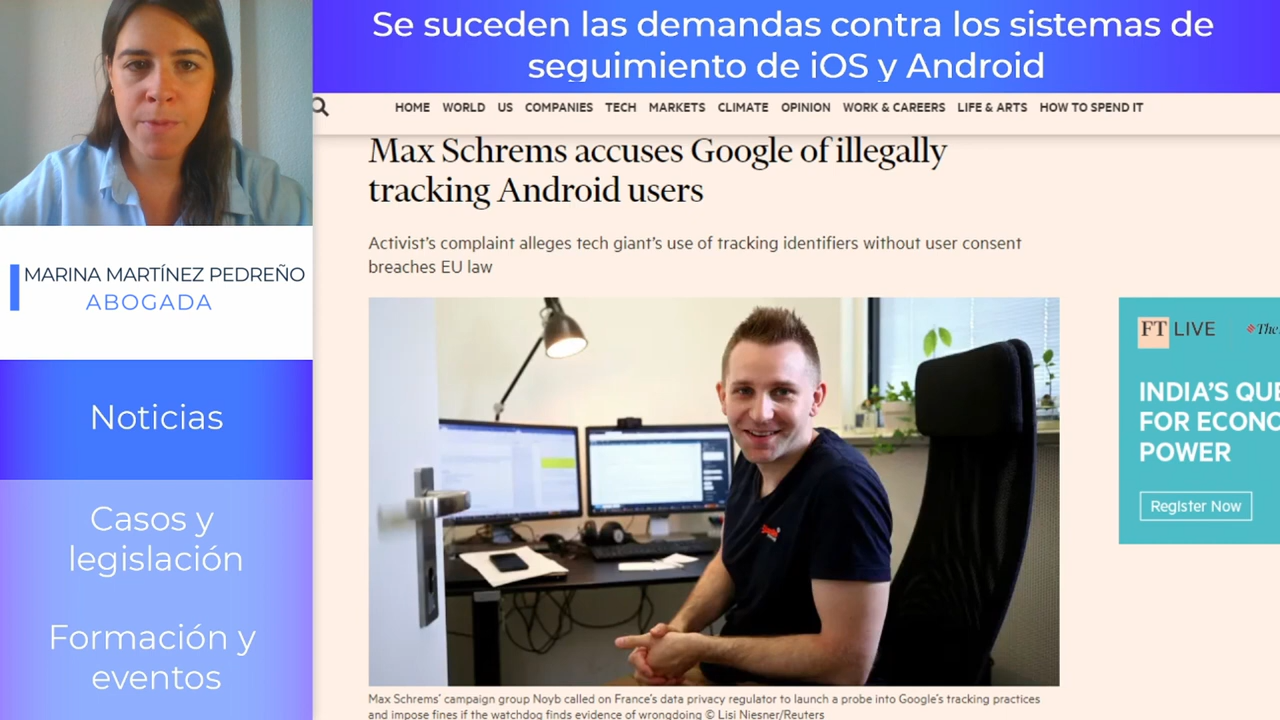 Se suceden las demandas contra los sistemas de
seguimiento de iOS y Android
MARINA MARTÍNEZ PEDREÑO
ABOGADA
Noticias
Casos y
legislación
Formación y
eventos
HOME WORLD US COMPANIES TECH MARKETS CLIMATE OPINION WORK & CAREERS LIFE & ARTS HOW TO SPEND IT
Max Schrems accuses Google of illegally
tracking Android users
Activist's complaint alleges tech giant's use of tracking identifiers without user consent
breaches EU law
Max Schrems' campaign group Noyb called on France's data privacy regulator to launch a probe into Google's tracking practices
and impose fines if the watchdog finds evidence of wrongdoing © Lisi Niesner/Reuters
FT LIVE
The
INDIA'S QUE
FOR ECONO
POWER
Register Now